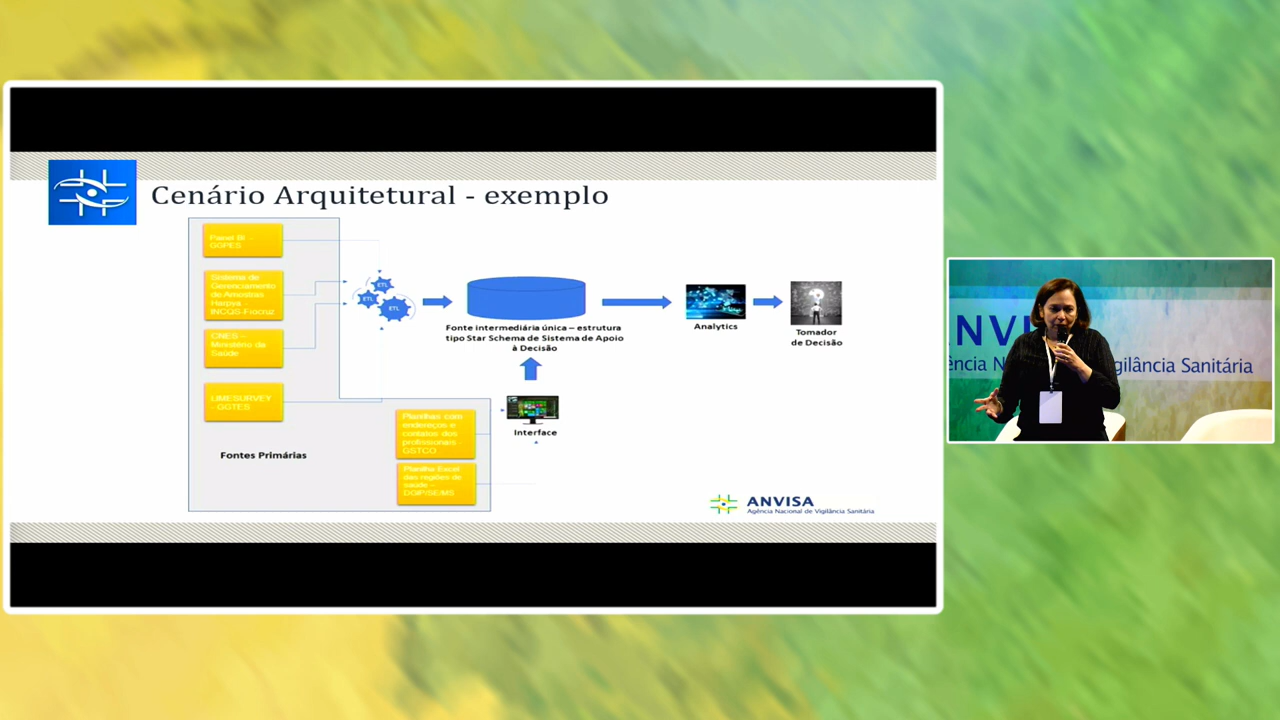 Cenário Arquitetural - exemplo
Painel BI –
GGPES
Sistema de
Gerenciamento
de Amostras
Harpya –
INCQS-Fiocruz
CNES –
Ministério da
Saúde
LIMESURVEY
- GGTES
Fontes Primárias
ETL
ETL
ETL
Fonte intermediária única – estrutura
tipo Star Schema de Sistema de Apoio
à Decisão
Analytics
Tomador
de Decisão
Interface
Planilhas com
endereços e
contatos dos
profissionais -
GSTCO
Planilha Excel
das regiões de
saúde –
ANVISA
Agência Nacional de Vigilância Sanitária
ANVI
ência N
gilância Sanitária